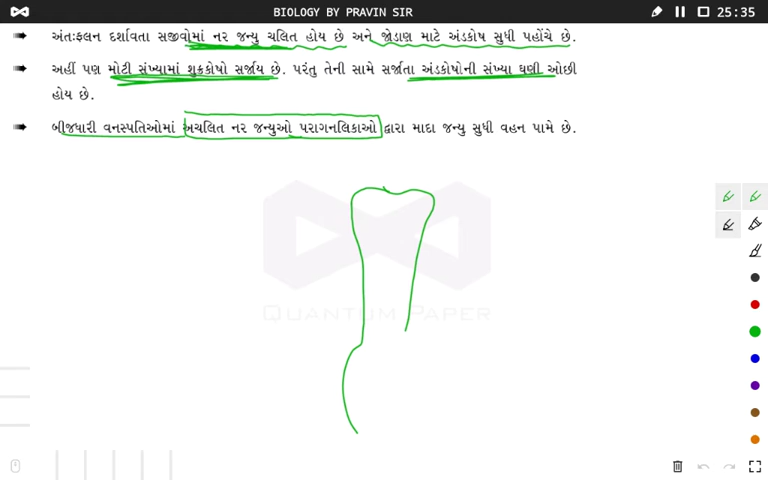 BIOLOGY BY PRAVIN SIR
25:35
અંતઃફલન દર્શાવતા સજીવોમાં નર જન્યુ ચલિત હોય છે અને જોડાણ માટે અંડકોષ સુધી પહોંચે છે.
અહીં પણ મોટી સંખ્યામાં શુક્રકોષો સર્જાય છે. પરંતુ તેની સામે સર્જાતા અંડકોષોની સંખ્યા ઘણી ઓછી
હોય છે.
બીજધારી વનસ્પતિઓમાં અચલિત નર જન્યુઓ પરાગનલિકાઓ દ્વારા માદા જન્યુ સુધી વહન પામે છે.
QUANTUM PAPER